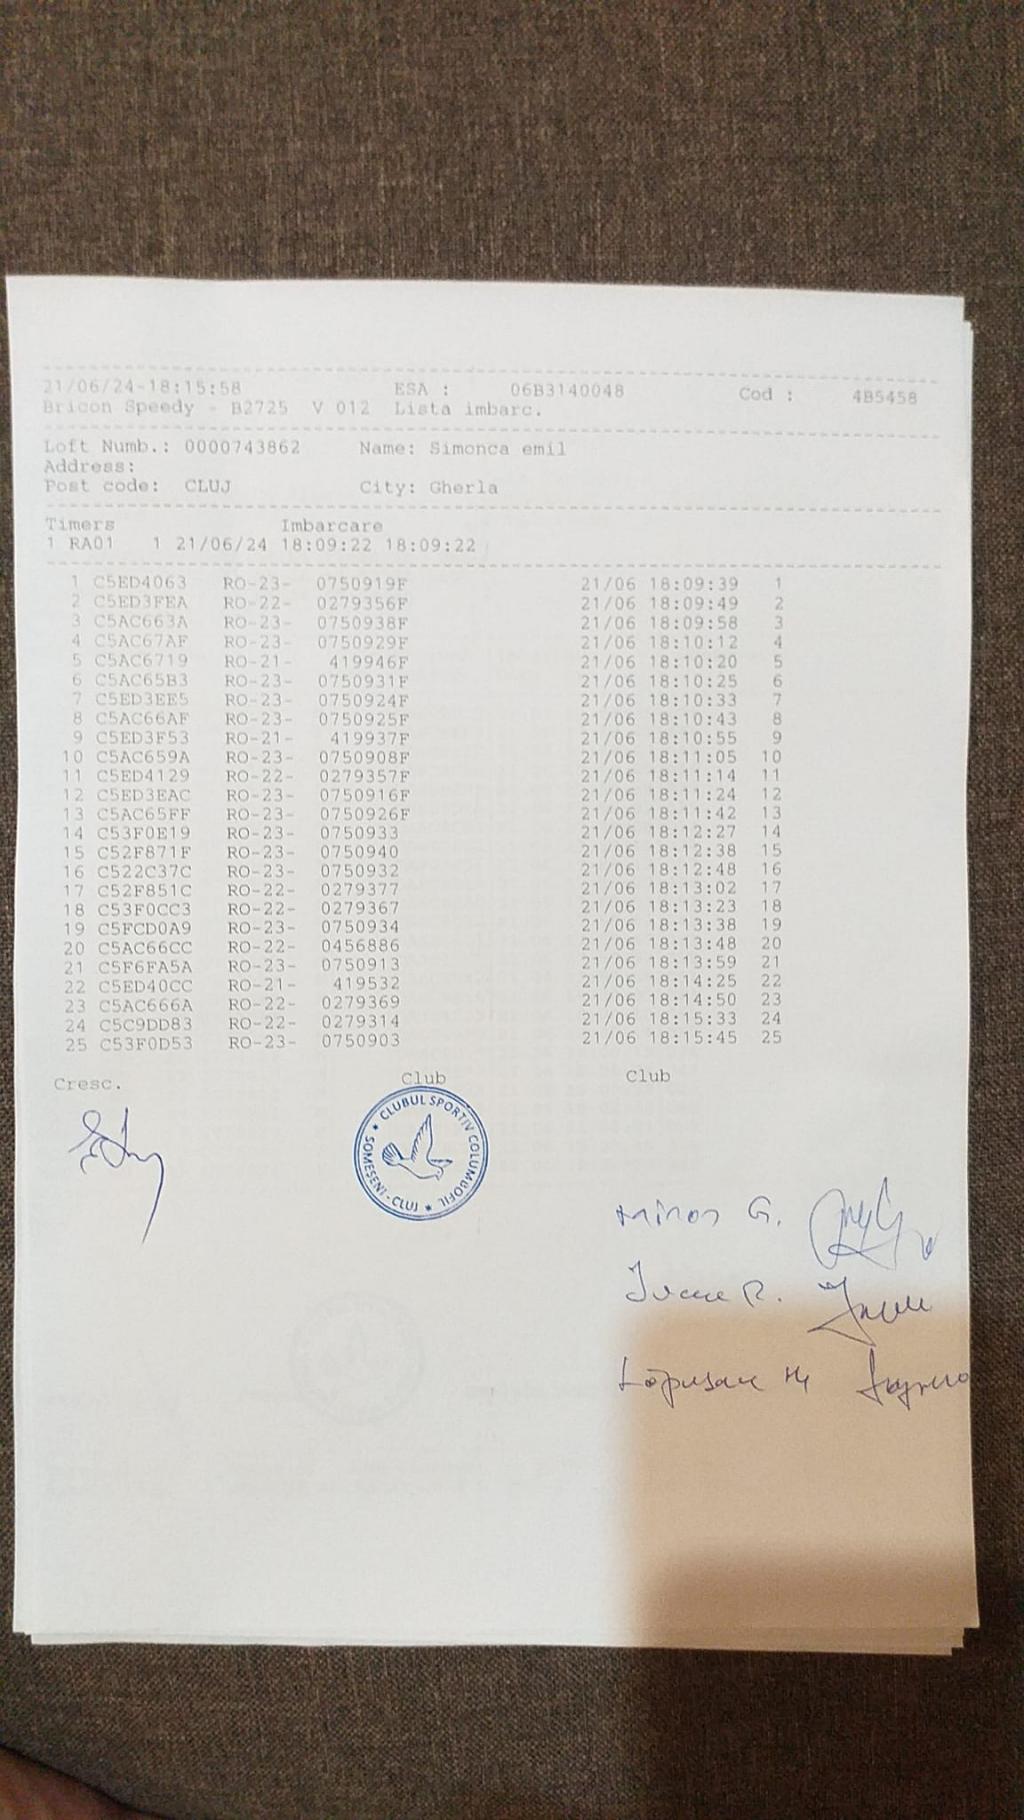 21/06/24-18:15:58 ESA : 06B3140048 Cod : 4B5458
Bricon Speedy - B2725 V 012 Lista imbarc.
Loft Numb.: 0000743862 Name: Simonca emil
Address:
Post code: CLUJ City: Gherla
Timers Imbarcare
1 RA01 1 21/06/24 18:09:22 18:09:22
1 C5ED4063 RO-23- 0750919F 21/06 18:09:39 1
2 C5ED3FEA RO-22- 0279356F 21/06 18:09:49 2
3 C5AC663A RO-23- 0750938F 21/06 18:09:58 3
4 C5AC67AF RO-23- 0750929F 21/06 18:10:12 4
5 C5AC6719 RO-21- 419946F 21/06 18:10:20 5
6 C5AC65B3 RO-23- 0750931F 21/06 18:10:25 6
7 C5ED3EE5 RO-23- 0750924F 21/06 18:10:33 7
8 C5AC66AF RO-23- 0750925F 21/06 18:10:43 8
9 C5ED3F53 RO-21- 419937F 21/06 18:10:55 9
10 C5AC659A RO-23- 0750908F 21/06 18:11:05 10
11 C5ED4129 RO-22- 0279357F 21/06 18:11:14 11
12 C5ED3EAC RO-23- 0750916F 21/06 18:11:24 12
13 C5AC65FF RO-23- 0750926F 21/06 18:11:42 13
14 C53F0E19 RO-23- 0750933 21/06 18:12:27 14
15 C52F871F RO-23- 0750940 21/06 18:12:38 15
16 C522C37C RO-23- 0750932 21/06 18:12:48 16
17 C52F851C RO-22- 0279377 21/06 18:13:02 17
18 C53F0CC3 RO-22- 0279367 21/06 18:13:23 18
19 C5FCD0A9 RO-23- 0750934 21/06 18:13:38 19
20 C5AC66CC RO-22- 0456886 21/06 18:13:48 20
21 C5F6FA5A RO-23- 0750913 21/06 18:13:59 21
22 C5ED40CC RO-21- 419532 21/06 18:14:25 22
23 C5AC666A RO-22- 0279369 21/06 18:14:50 23
24 C5C9DD83 RO-22- 0279314 21/06 18:15:33 24
25 C53F0D53 RO-23- 0750903 21/06 18:15:45 25
Cresc. Club Club
CLUBUL SPORTIV COLUMBOFIL
SOMESENI - CLUJ
G.